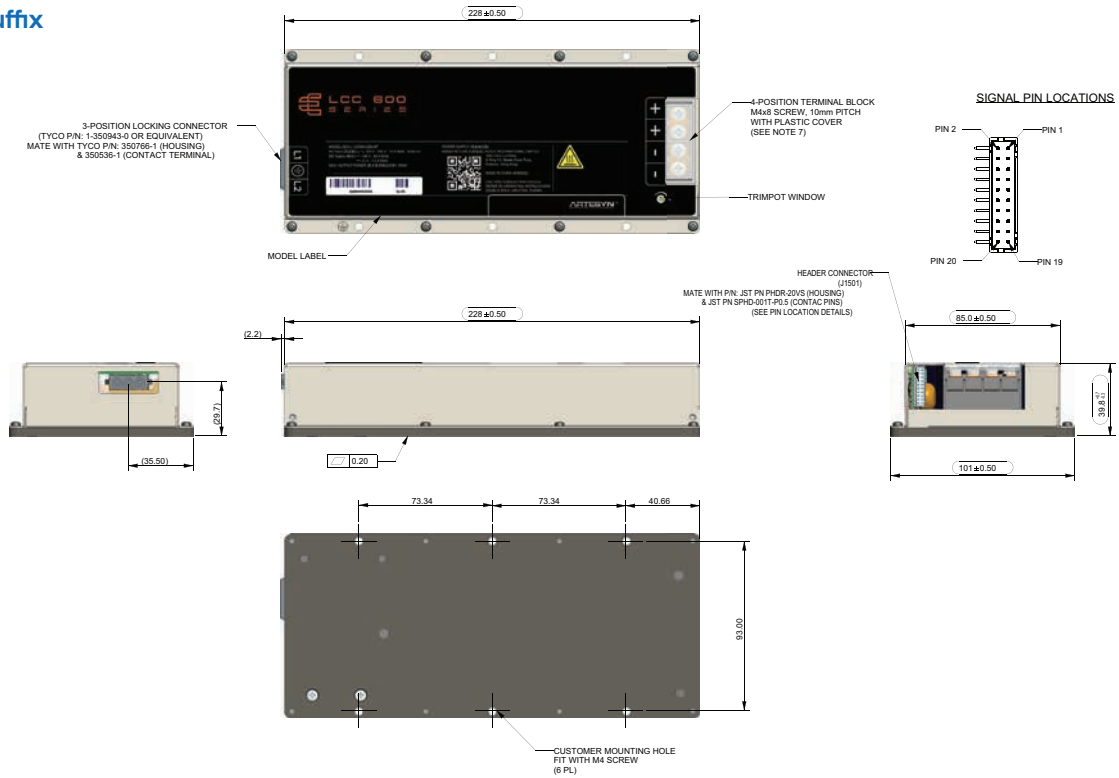 uffix
228±0.50
LCC 600
SERIES
3-POSITION LOCKING CONNECTOR
(TYCO P/N: 1-350943-0 OR EQUIVALENT)
MATE WITH TYCO P/N: 350766-1 (HOUSING)
& 350536-1 (CONTACT TERMINAL)
L1
L2
+
+
-
-
4-POSITION TERMINAL BLOCK
M4x8 SCREW, 10mm PITCH
WITH PLASTIC COVER
(SEE NOTE 7)
ARTESYN
TRIMPOT WINDOW
MODEL LABEL
SIGNAL PIN LOCATIONS
PIN 2
PIN 1
PIN 20
PIN 19
HEADER CONNECTOR
(J1501)
MATE WITH P/N: JST PN PHDR-20VS (HOUSING)
& JST PN SPHD-001T-P0.5 (CONTAC PINS)
(SEE PIN LOCATION DETAILS)
228±0.50
(2.2)
(29.7)
(35.50)
0.20
85.0±0.50
39.8
101±0.50
73.34
73.34
40.66
93.00
CUSTOMER MOUNTING HOLE
FIT WITH M4 SCREW
(6 PL)